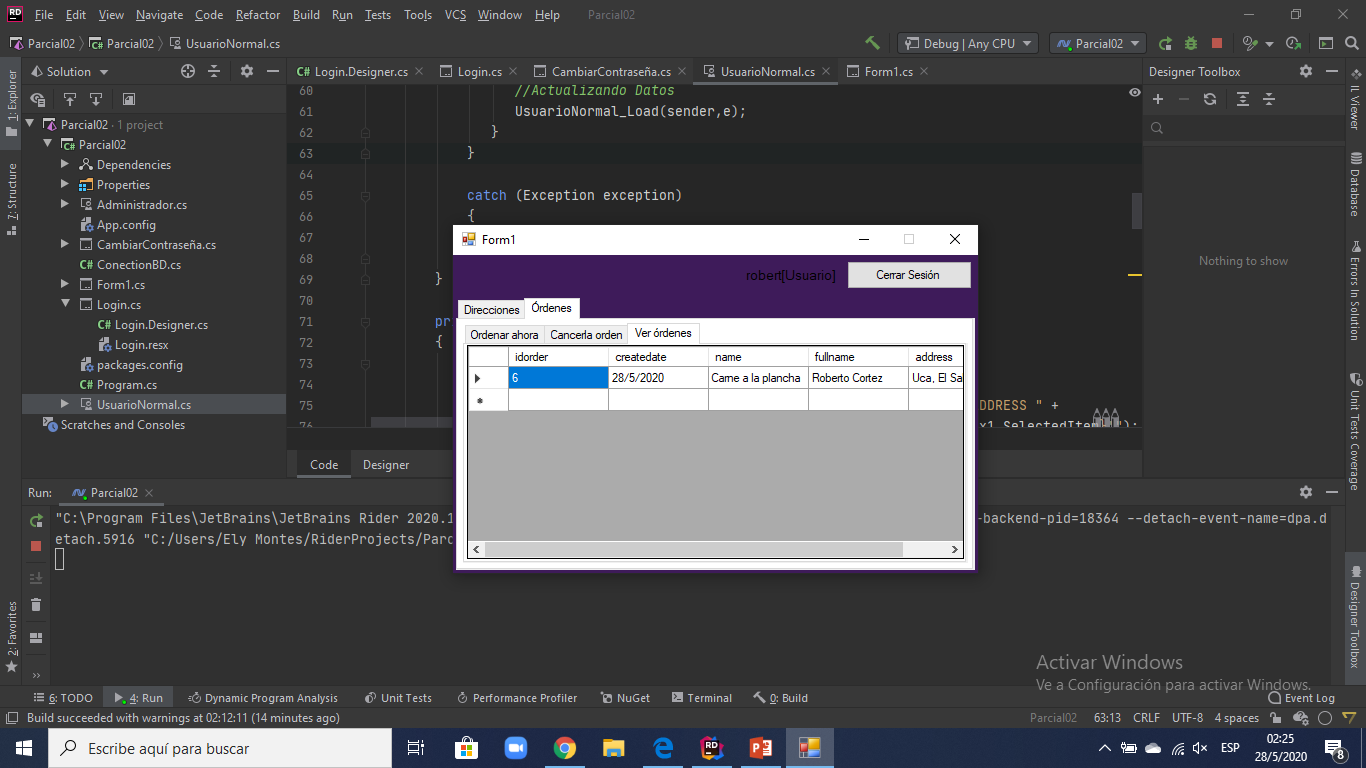 File Edit View Navigate Code Refactor Build Run Tests Tools VCS Window Help Parcial02
Parcial02 Parcial02 UsuarioNormal.cs Debug | Any CPU Parcial02
Solution
Login.Designer.cs Login.cs CambiarContraseña.cs UsuarioNormal.cs Form1.cs
Designer Toolbox
1: Explorer
7: Structure
2: Favorites
Parcial02 · 1 project
Parcial02
Dependencies
Properties
Administrador.cs
App.config
CambiarContraseña.cs
ConectionBD.cs
Form1.cs
Login.cs
Login.Designer.cs
Login.resx
packages.config
Program.cs
UsuarioNormal.cs
Scratches and Consoles
60 //Actualizando Datos
61 UsuarioNormal_Load(sender,e);
62 }
63 }
64
65 catch (Exception exception)
66 {
67
68
69 }
70
71 pr
72 {
73
74
75 DDRESS " +
76 x1.SelectedItem ");
Code Designer
Form1
robert[Usuario] Cerrar Sesión
Direcciones Órdenes
Ordenar ahora Cancerla orden Ver órdenes
idorder createdate name fullname address
6 28/5/2020 Carne a la plancha Roberto Cortez Uca, El Sa
Nothing to show
IL Viewer
Database
Errors In Solution
Unit Tests Coverage
Designer Toolbox
Run: Parcial02
"C:\Program Files\JetBrains\JetBrains Rider 2020.1 -backend-pid=18364 --detach-event-name=dpa.d
etach.5916 "C:/Users/Ely Montes/RiderProjects/Parc
Activar Windows
Ve a Configuración para activar Windows.
6: TODO 4: Run Dynamic Program Analysis Unit Tests Performance Profiler NuGet Terminal 0: Build Event Log
Build succeeded with warnings at 02:12:11 (14 minutes ago) Parcial02 63:13 CRLF UTF-8 4 spaces
Escribe aquí para buscar
ESP
02:25
28/5/2020
8